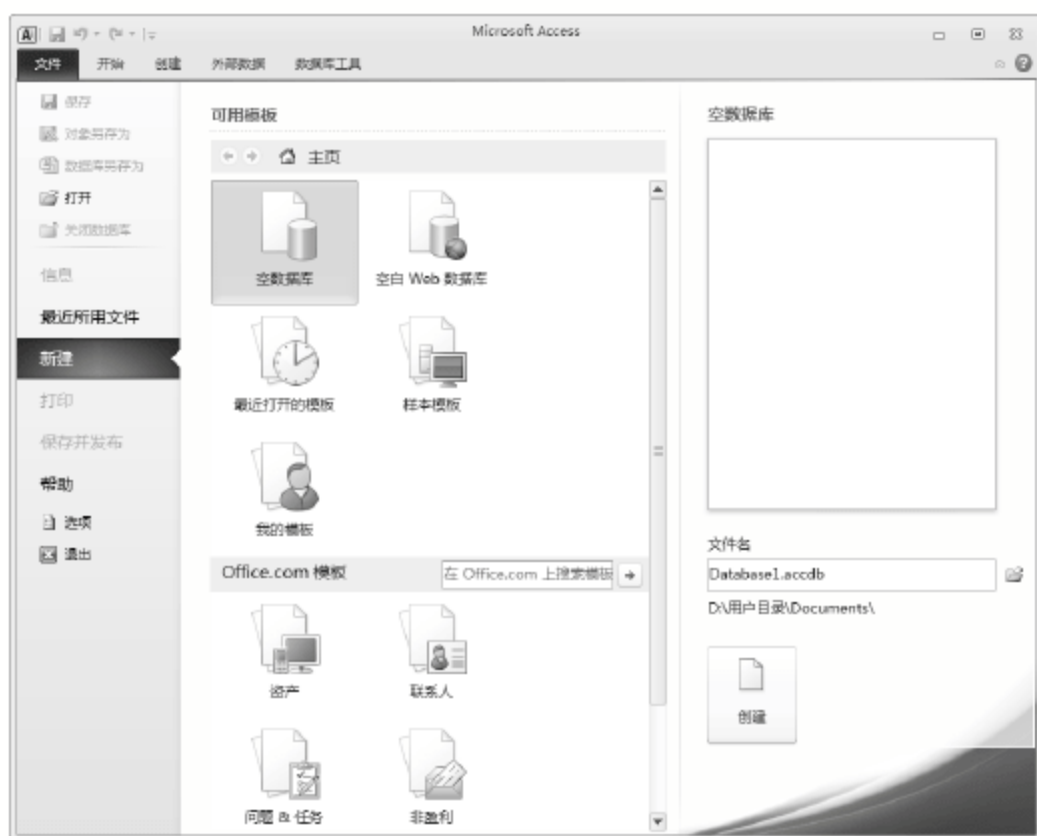 Microsoft Access
文件 开始 创建 外部数据 数据库工具
保存
对象另存为
数据库另存为
打开
关闭数据库
信息
最近所用文件
新建
打印
保存并发布
帮助
选项
退出
可用模板
主页
空数据库
空白 Web 数据库
最近打开的模板
样本模板
我的模板
Office.com 模板
在 Office.com 上搜索模板
资产
联系人
问题 & 任务
非盈利
空数据库
文件名
Database1.accdb
D:\用户目录\Documents\
创建